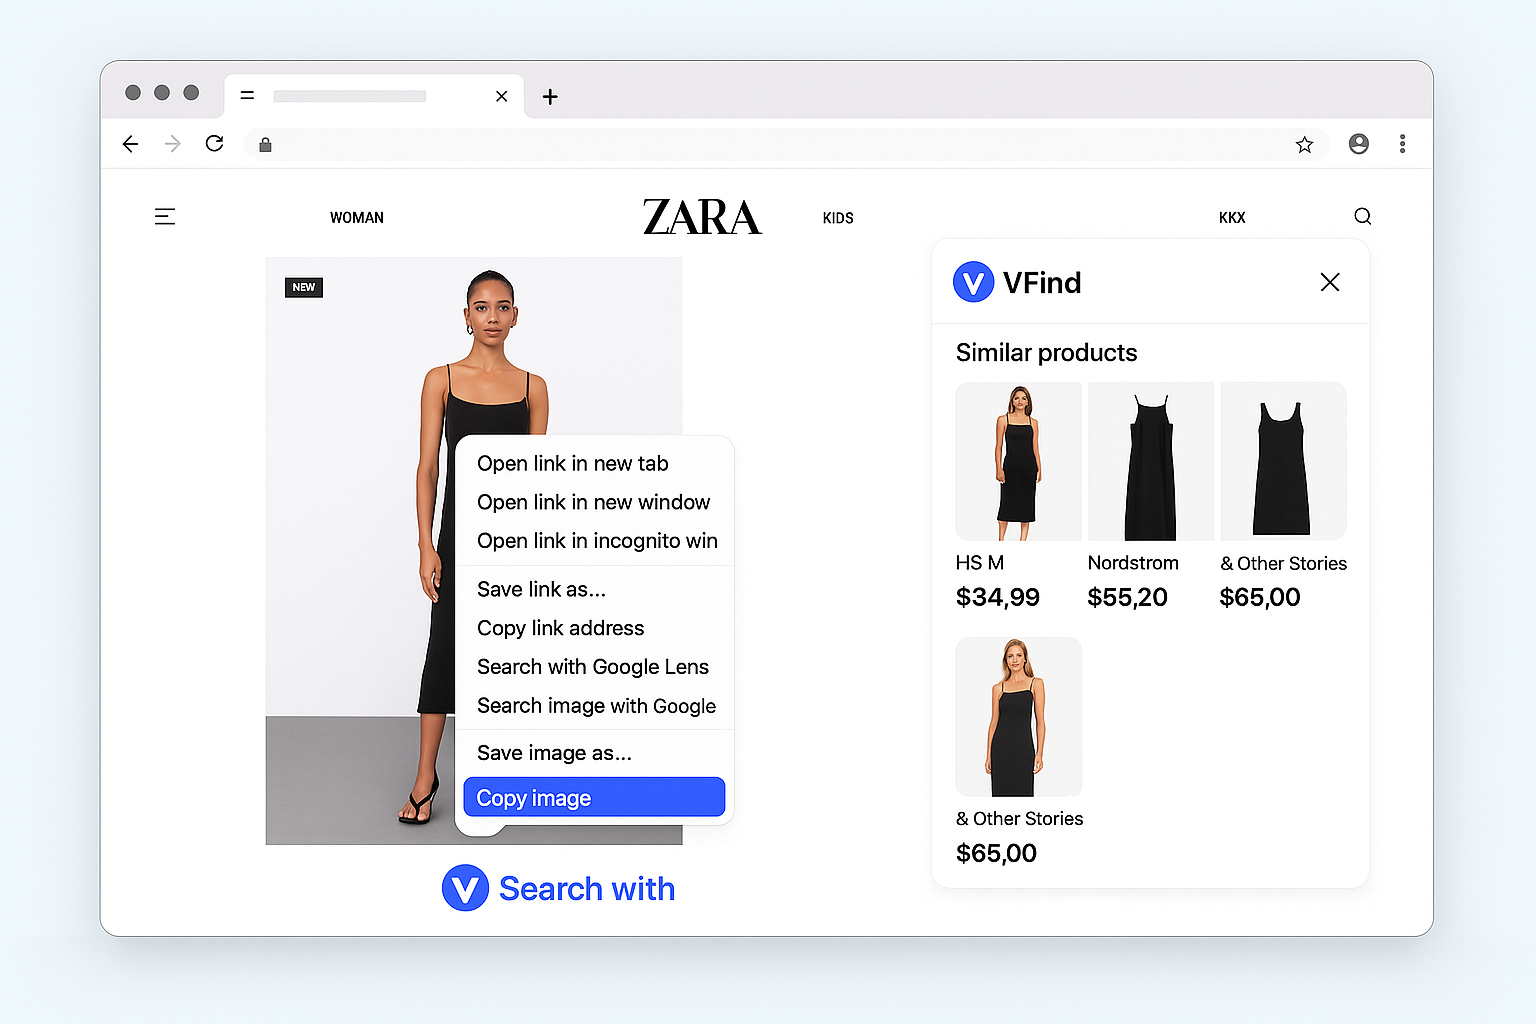 WOMAN
ZARA
KIDS
KKX
NEW
Open link in new tab
Open link in new window
Open link in incognito win
Save link as...
Copy link address
Search with Google Lens
Search image with Google
Save image as...
Copy image
V Search with
V VFind
Similar products
HS M
$34,99
Nordstrom
$55,20
& Other Stories
$65,00
& Other Stories
$65,00